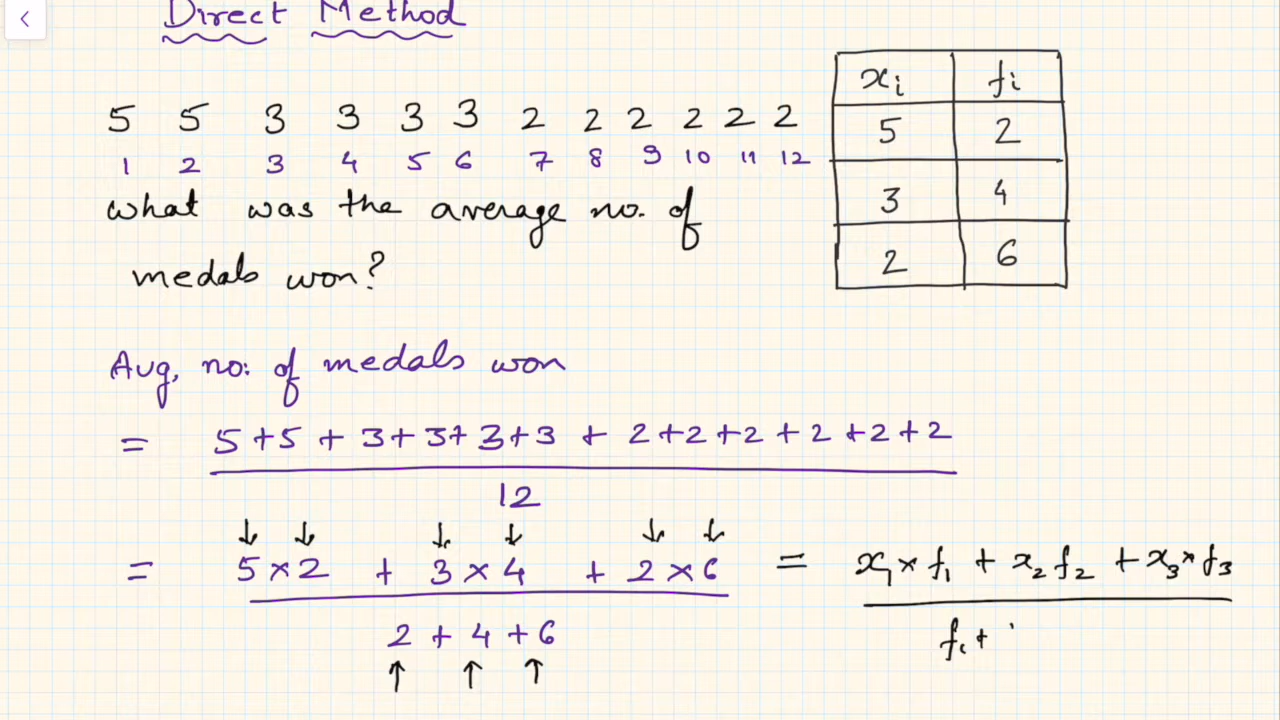 Direct Method
5 5 3 3 3 3 2 2 2 2 2 2
1 2 3 4 5 6 7 8 9 10 11 12
What was the average no. of
medals won?
xi fi
5 2
3 4
2 6
Avg. no: of medals won
= 5+5 + 3+3+3+3 + 2+2+2+2+2+2
12
↓ ↓ ↓ ↓ ↓ ↓
= 5×2 + 3×4 + 2×6 = x₁×f₁ + x₂f₂ + x₃×f₃
2 + 4 + 6 f₁ +
↑ ↑ ↑